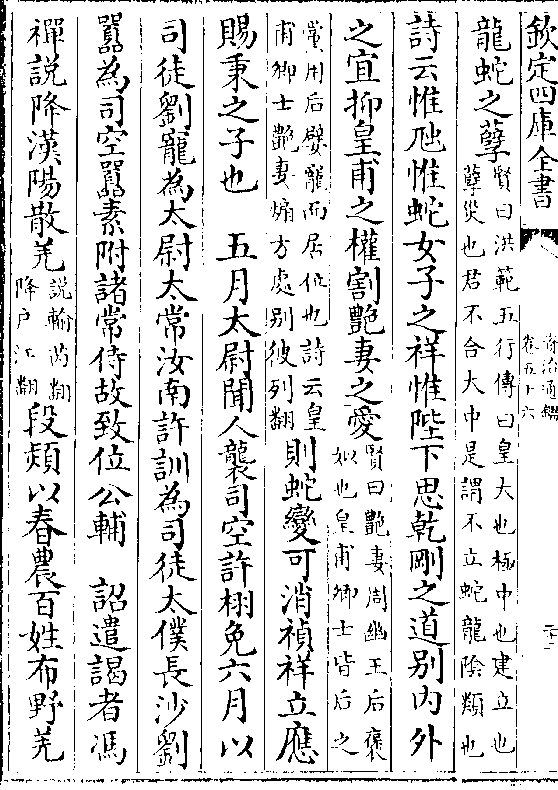 欽定四庫全書
資治通鑑
卷五十六
龍蛇之孽賢曰洪範五行傳曰皇大也極中也建立也
孽災也君不合大中是謂不立蛇龍陰類也
詩云惟虺惟蛇女子之祥惟陛下思乾剛之道别内外
之宜抑皇甫之權割艶妻之愛賢曰艶妻周幽王后褒
姒也皇甫卿士皆后之
黨用后嬖寵而居位也詩云皇
甫卿士艶妻煽方處别彼列翻則蛇變可消禎祥立應
賜秉之子也 五月太尉聞人襲司空許栩免六月以
司徒劉寵為太尉太常汝南許訓為司徒太僕長沙劉
囂為司空囂素附諸常侍故致位公輔 詔遣謁者馮
禪説降漢陽散羌説輸芮翻
降户江翻段熲以春農百姓布野羌